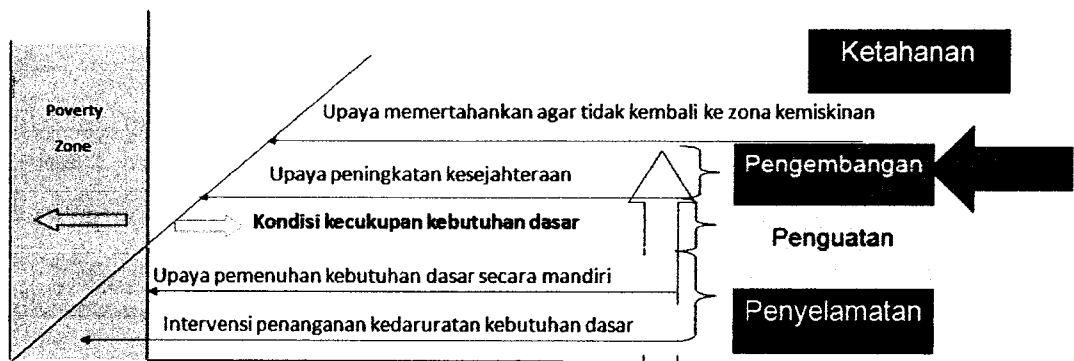 Ketahanan
Poverty
Zone
Upaya memertahankan agar tidak kembali ke zona kemiskinan
Pengembangan
Upaya peningkatan kesejahteraan
Kondisi kecukupan kebutuhan dasar
Penguatan
Upaya pemenuhan kebutuhan dasar secara mandiri
Penyelamatan
Intervensi penanganan kedaruratan kebutuhan dasar